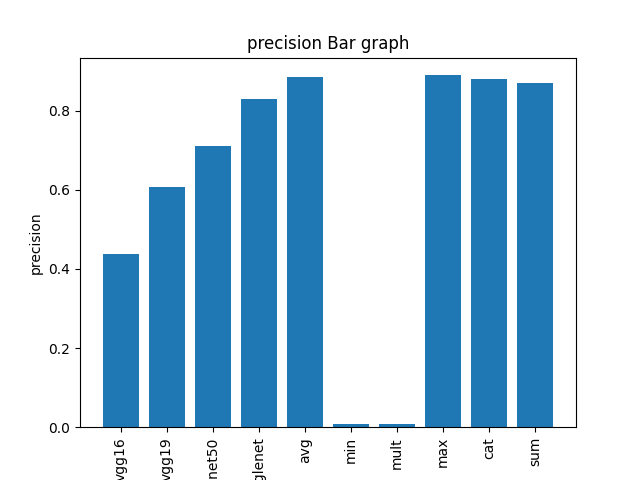 precision Bar graph
precision
0.8
0.6
0.4
0.2
0.0
vgg16
vgg19
net50
glenet
avg
min
mult
max
cat
sum